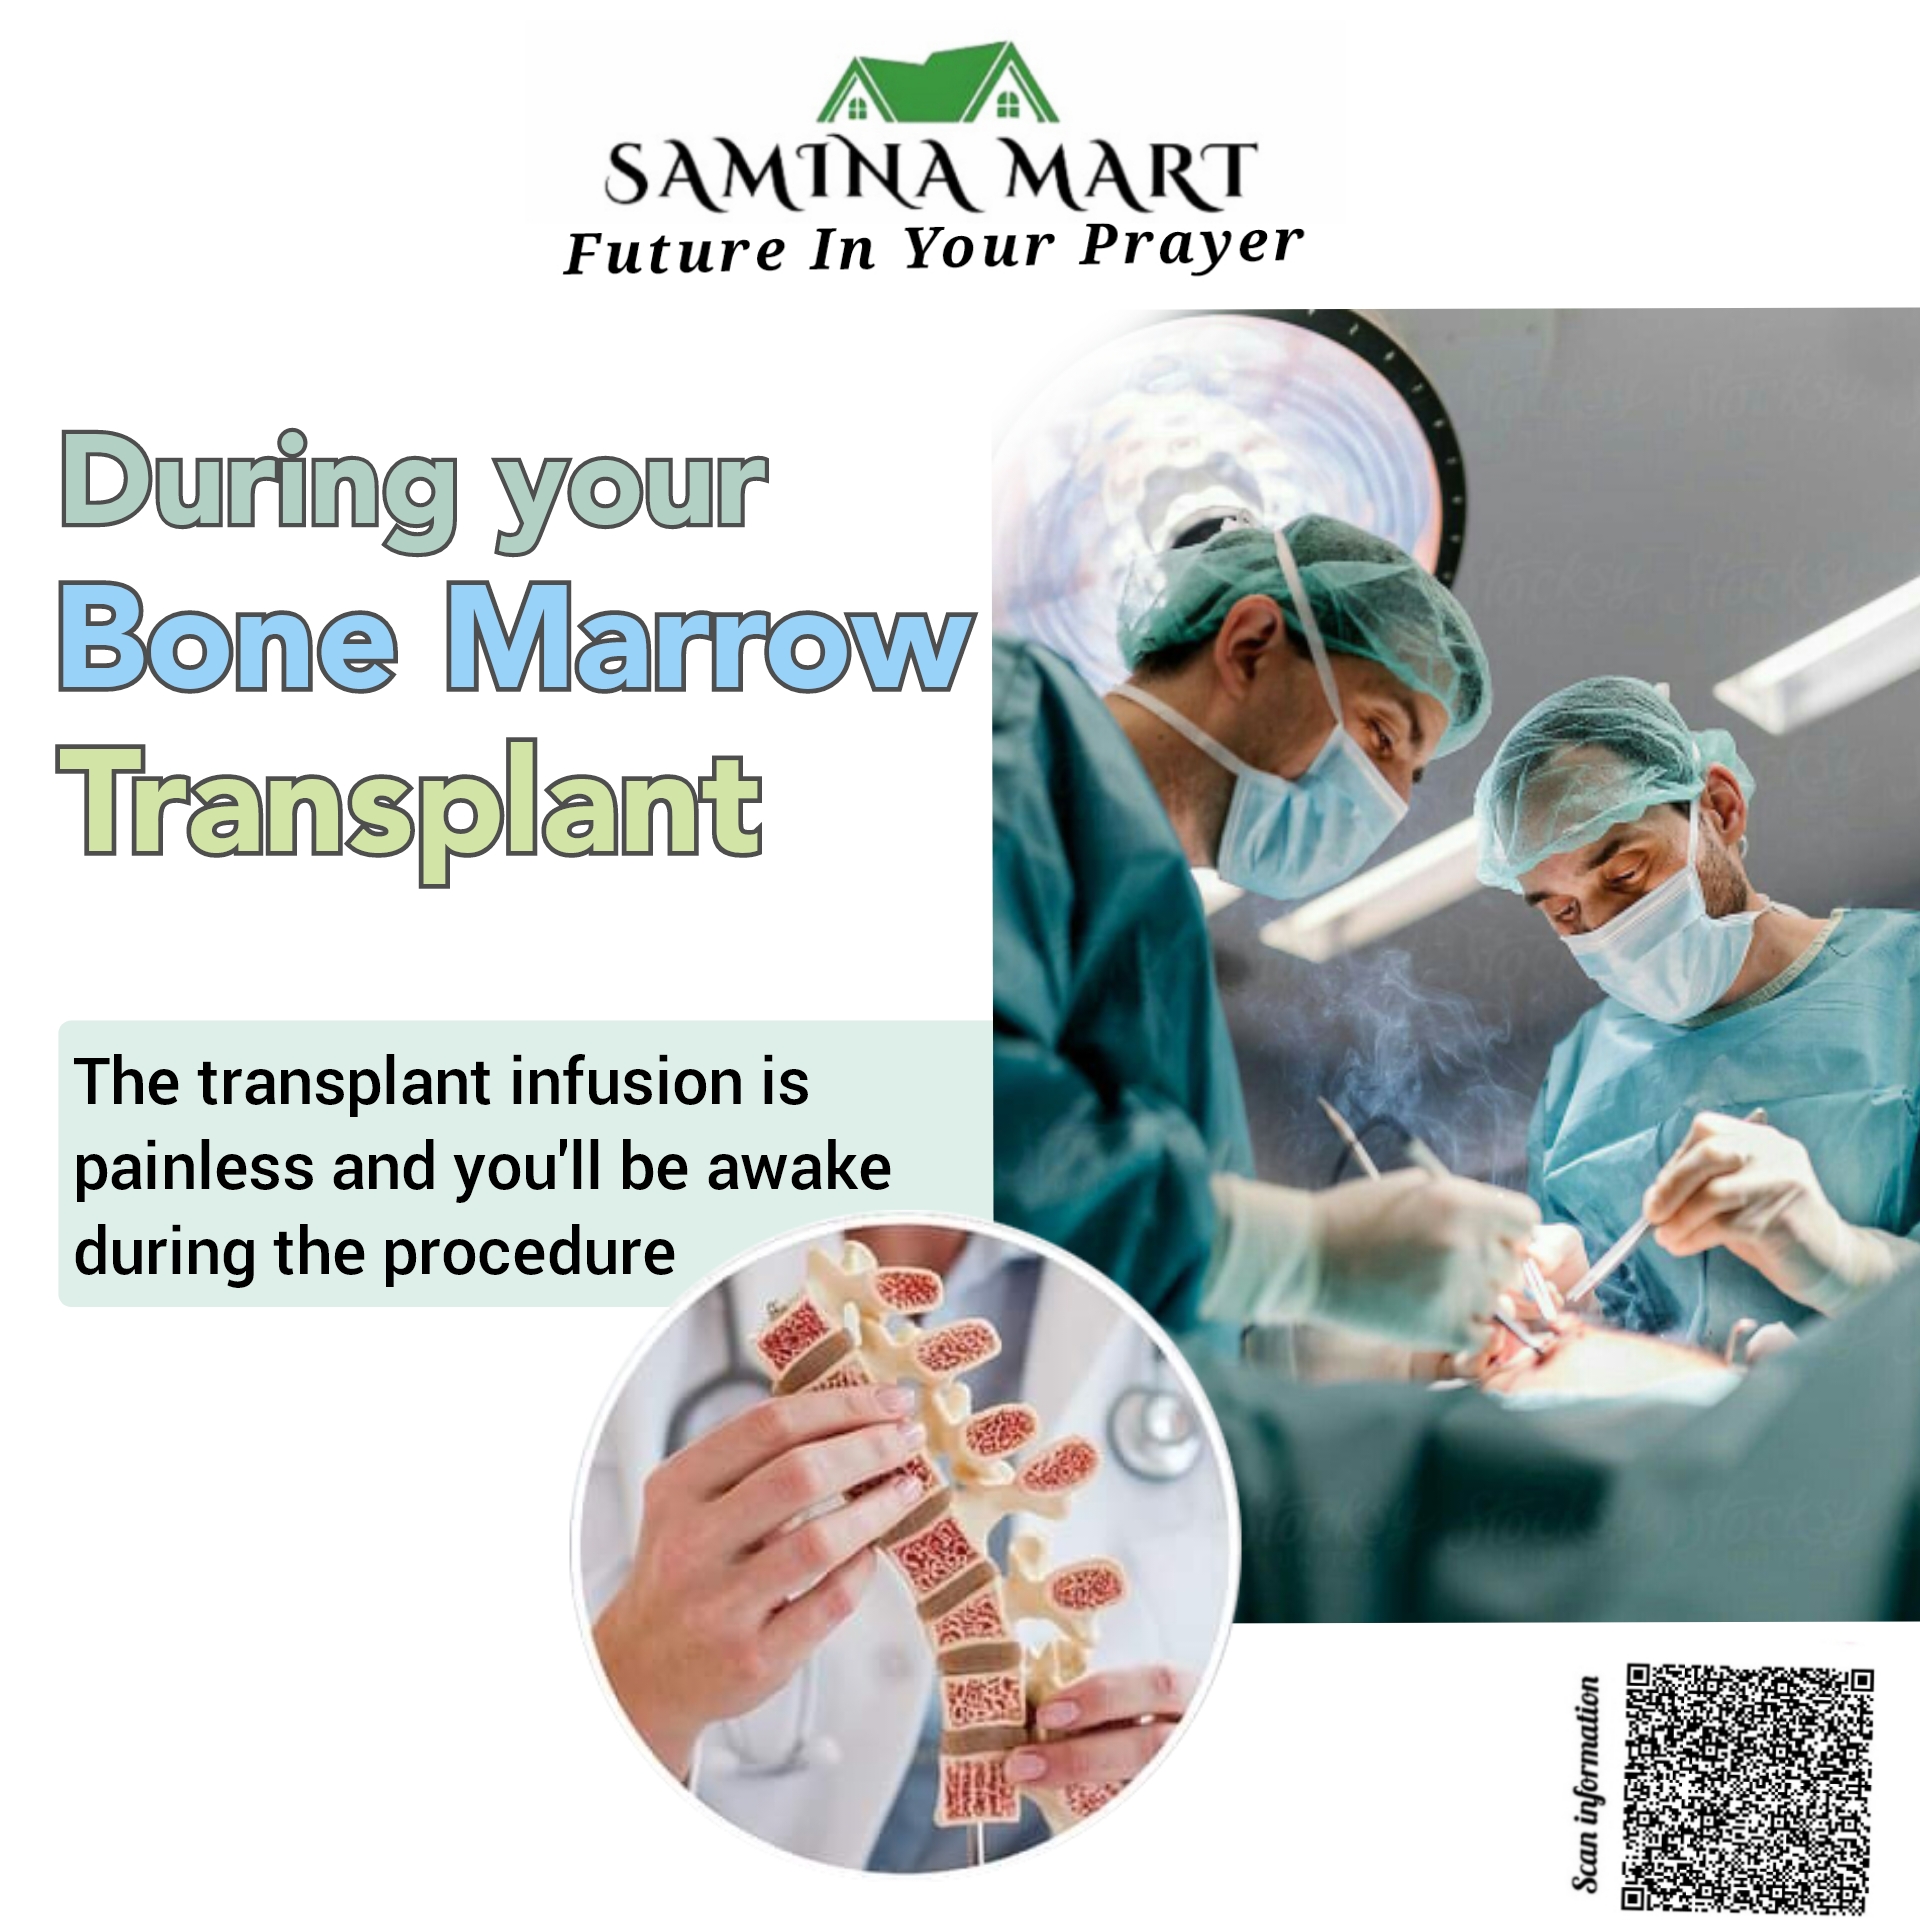 SAMINA MART
Future In Your Prayer
During your
Bone Marrow
Transplant
The transplant infusion is
painless and you'll be awake
during the procedure
Scan information